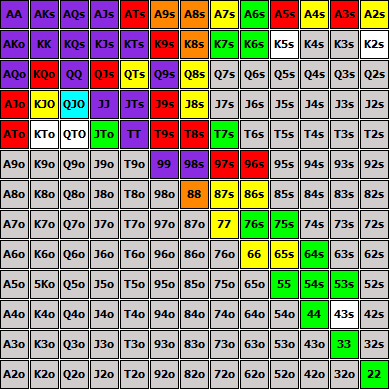 AA AKs AQs AJs ATs A9s A8s A7s A6s A5s A4s A3s A2s
AKo KK KQs KJs KTs K9s K8s K7s K6s K5s K4s K3s K2s
AQo KQo QQ QJs QTs Q9s Q8s Q7s Q6s Q5s Q4s Q3s Q2s
AJo KJO QJO JJ JTs J9s J8s J7s J6s J5s J4s J3s J2s
ATo KTo QTO JTo TT T9s T8s T7s T6s T5s T4s T3s T2s
A9o K9o Q9o J9o T9o 99 98s 97s 96s 95s 94s 93s 92s
A8o K8o Q8o J8o T8o 98o 88 87s 86s 85s 84s 83s 82s
A7o K7o Q7o J7o T7o 97o 87o 77 76s 75s 74s 73s 72s
A6o K6o Q6o J6o T6o 96o 86o 76o 66 65s 64s 63s 62s
A5o 5Ko Q5o J5o T5o 95o 85o 75o 65o 55 54s 53s 52s
A4o K4o Q4o J4o T4o 94o 84o 74o 64o 54o 44 43s 42s
A3o K3o Q3o J3o T3o 93o 83o 73o 63o 53o 43o 33 32s
A2o K2o Q2o J2o T2o 92o 82o 72o 62o 52o 42o 32o 22